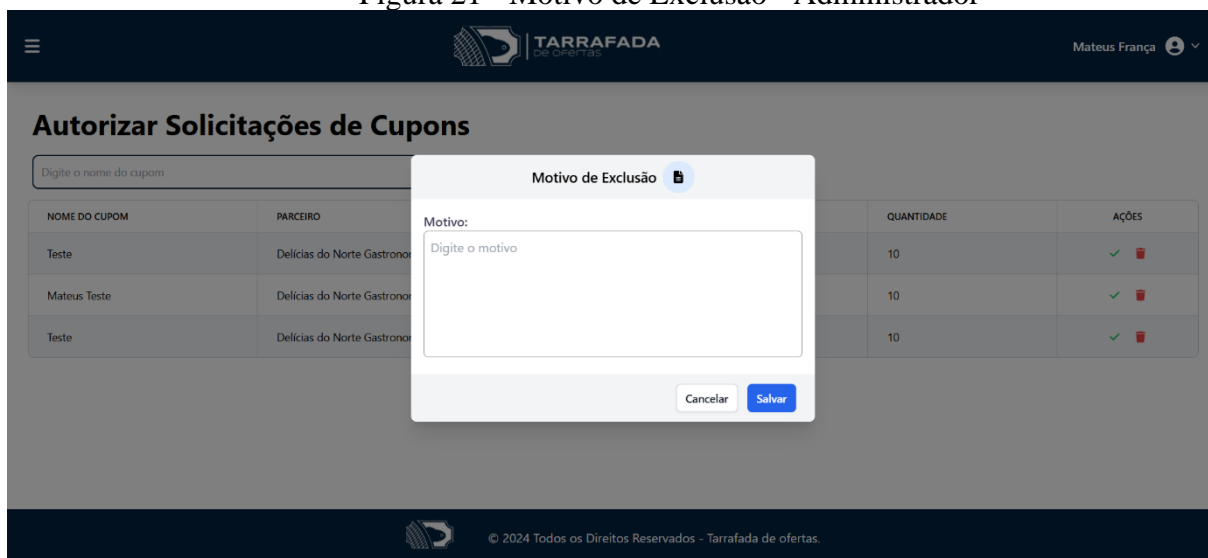 Figura 21 - Motivo de Exclusão - Administrador
TARRAFADA
DE OFERTAS
Mateus França
Autorizar Solicitações de Cupons
Digite o nome do cupom
Motivo de Exclusão
NOME DO CUPOM PARCEIRO QUANTIDADE AÇÕES
Motivo:
Digite o motivo
Teste Delícias do Norte 10
Mateus Teste Delícias do Norte 10
Teste Delícias do Norte 10
Cancelar Salvar
© 2024 Todos os Direitos Reservados - Tarrafada de ofertas.